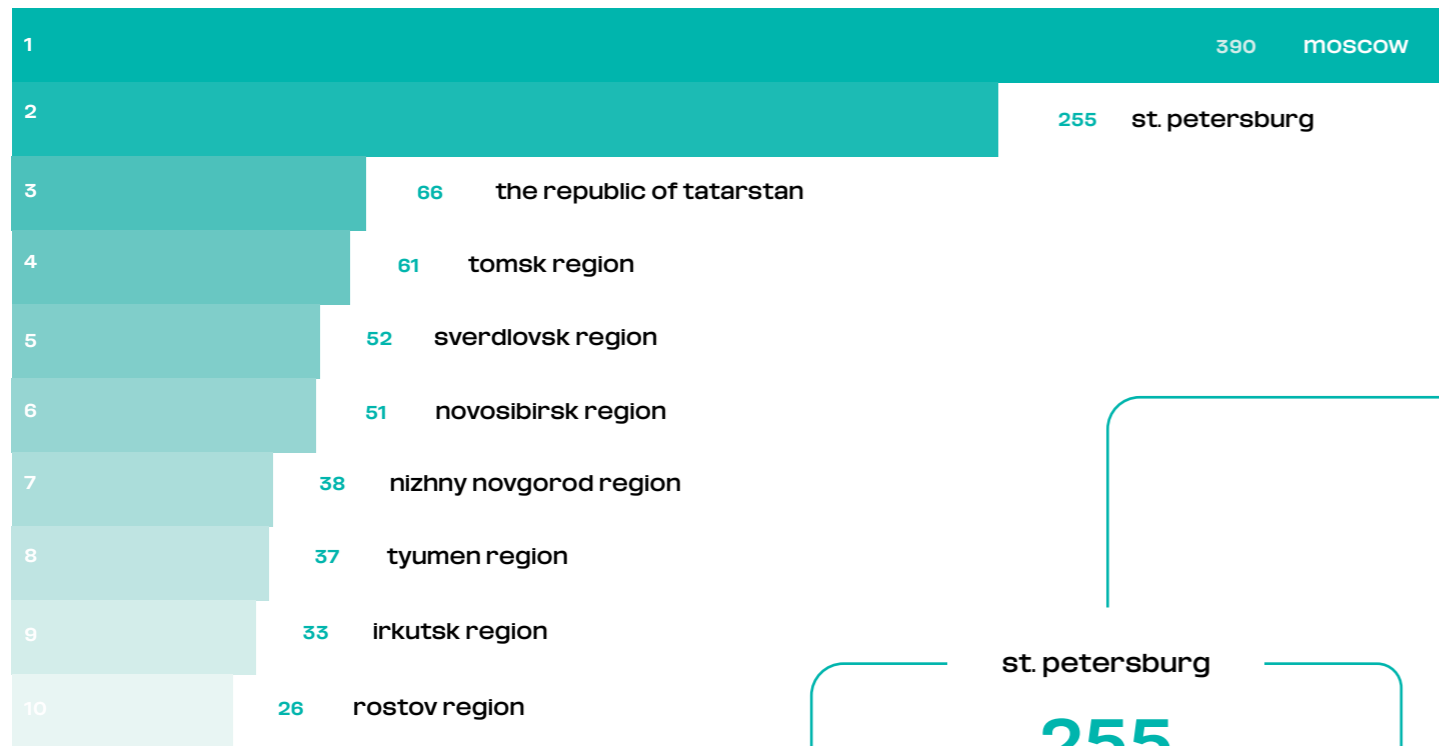 1 390 moscow
2 255 st. petersburg
3 66 the republic of tatarstan
4 61 tomsk region
5 52 sverdlovsk region
6 51 novosibirsk region
7 38 nizhny novgorod region
8 37 tyumen region
9 33 irkutsk region
10 26 rostov region
st. petersburg
255